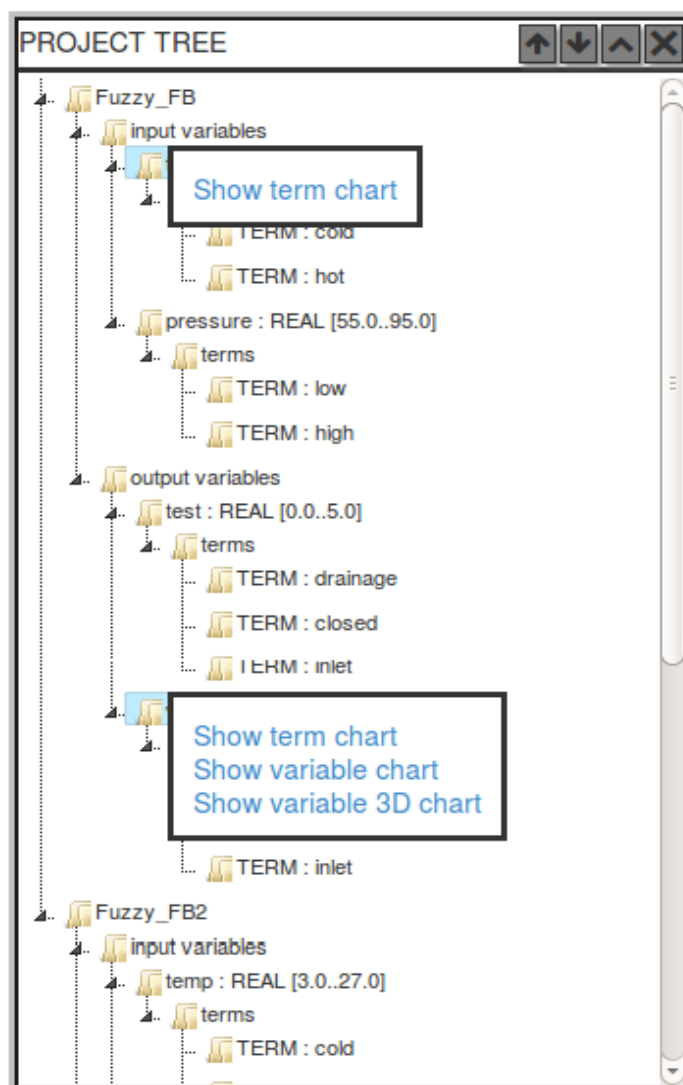 PROJECT TREE
Fuzzy_FB
input variables
Show term chart
TERM : cold
TERM : hot
pressure : REAL [55.0..95.0]
terms
TERM : low
TERM : high
output variables
test : REAL [0.0..5.0]
terms
TERM : drainage
TERM : closed
TERM : inlet
Show term chart
Show variable chart
Show variable 3D chart
TERM : inlet
Fuzzy_FB2
input variables
temp : REAL [3.0..27.0]
terms
TERM : cold